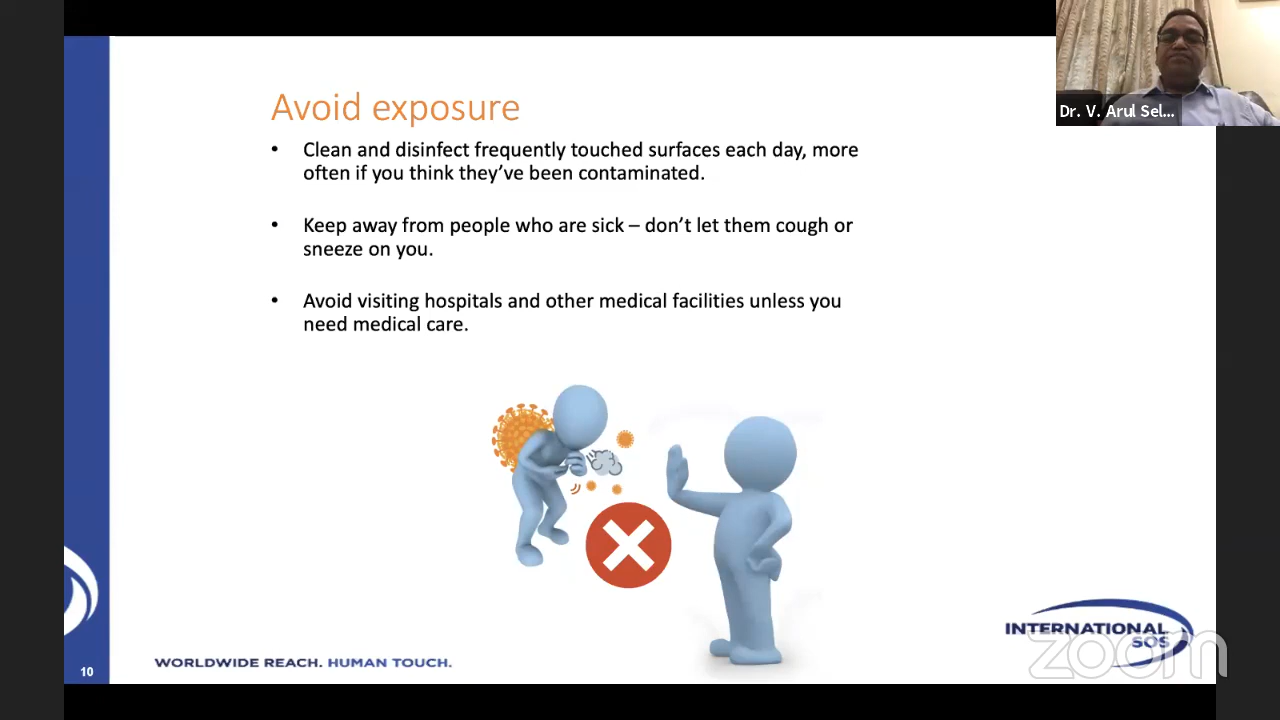 Avoid exposure
• Clean and disinfect frequently touched surfaces each day, more
often if you think they’ve been contaminated.
• Keep away from people who are sick – don’t let them cough or
sneeze on you.
• Avoid visiting hospitals and other medical facilities unless you
need medical care.
Dr. V. Arul Sel...
INTERNATIONAL
SOS
zoom
10
WORLDWIDE REACH. HUMAN TOUCH.